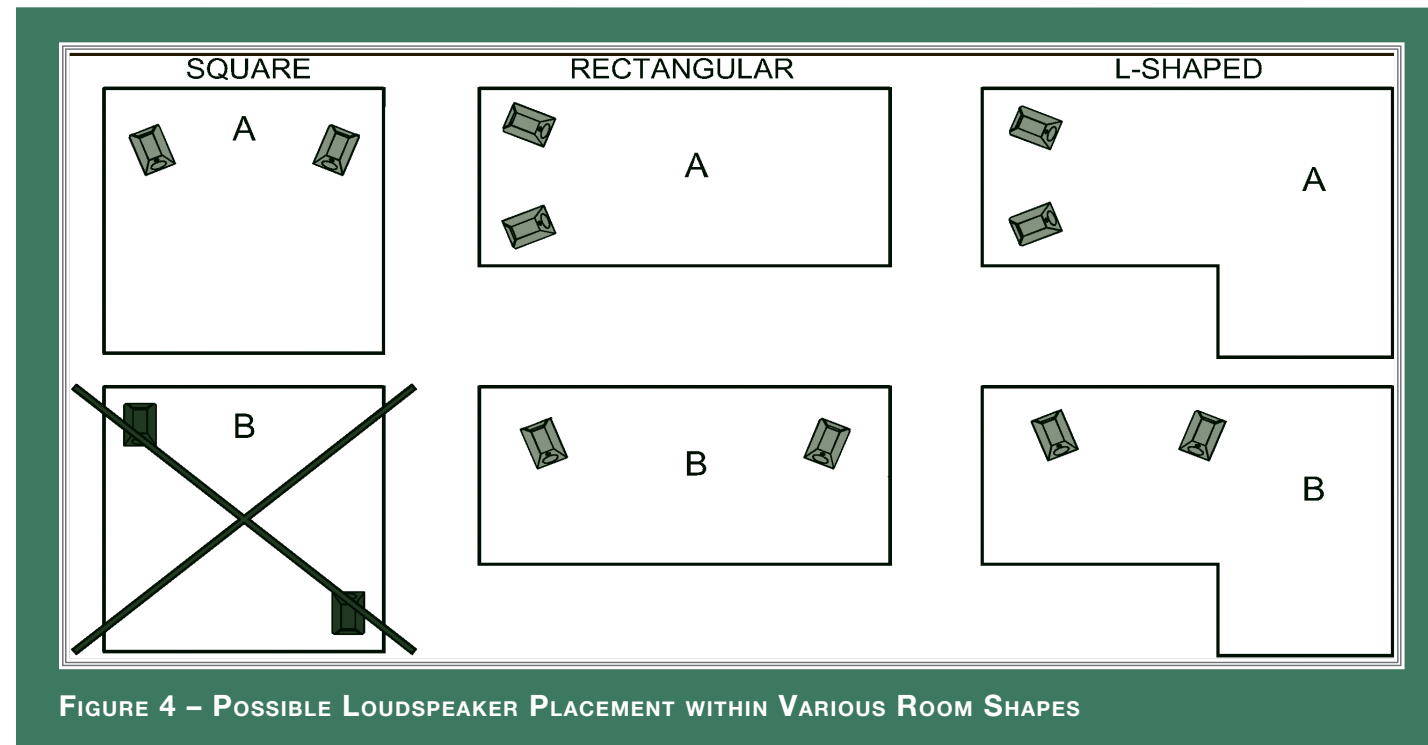 SQUARE RECTANGULAR L-SHAPED
A A A
B B B
FIGURE 4 – POSSIBLE LOUDSPEAKER PLACEMENT WITHIN VARIOUS ROOM SHAPES